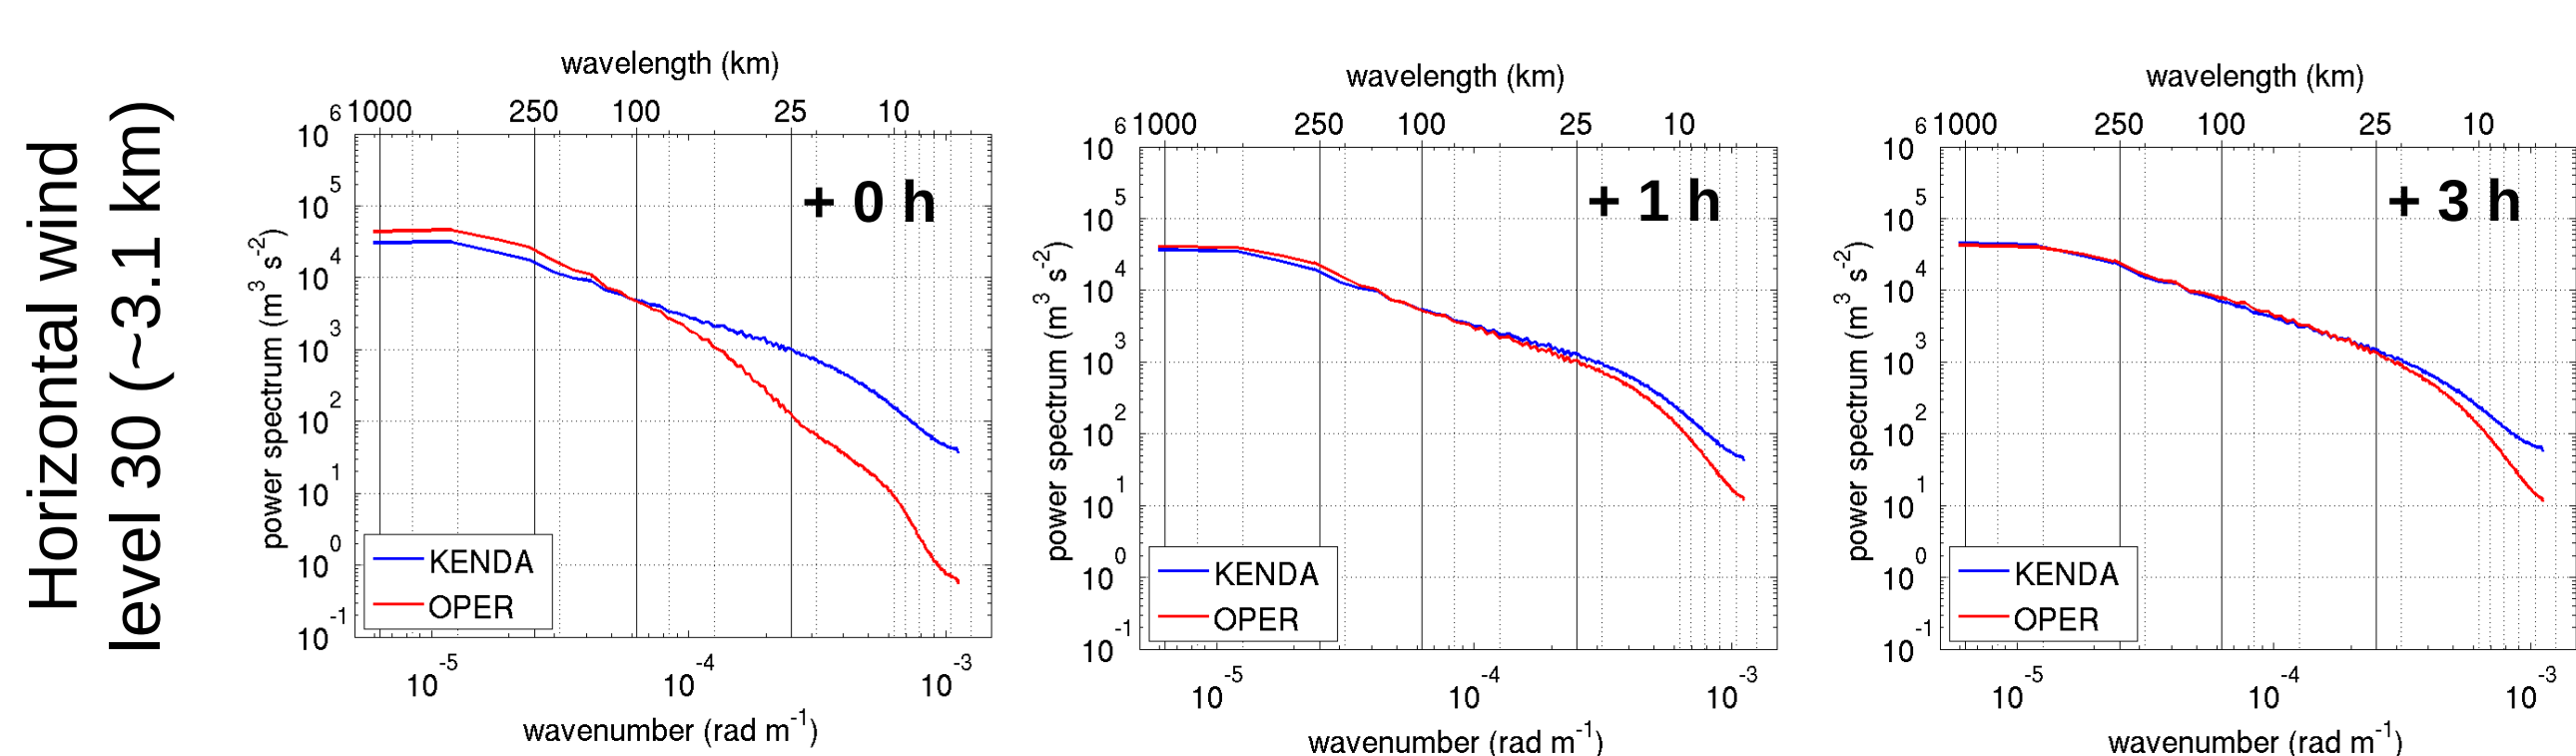 Horizontal wind
level 30 (~3.1 km)
wavelength (km)
1000 250 100 25 10
10^6
10^5
10^4
10^3
10^2
10^1
10^0
10^-1
power spectrum (m^3 s^-2)
+ 0 h
KENDA
OPER
10^-5 10^-4 10^-3
wavenumber (rad m^-1)
wavelength (km)
1000 250 100 25 10
10^6
10^5
10^4
10^3
10^2
10^1
10^0
10^-1
power spectrum (m^3 s^-2)
+ 1 h
KENDA
OPER
10^-5 10^-4 10^-3
wavenumber (rad m^-1)
wavelength (km)
1000 250 100 25 10
10^6
10^5
10^4
10^3
10^2
10^1
10^0
10^-1
power spectrum (m^3 s^-2)
+ 3 h
KENDA
OPER
10^-5 10^-4 10^-3
wavenumber (rad m^-1)